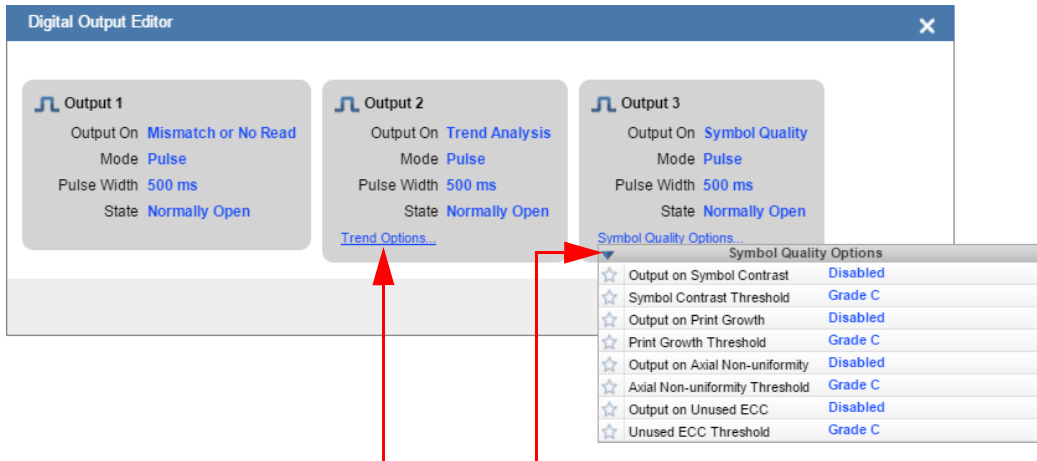 Digital Output Editor
Output 1
Output On Mismatch or No Read
Mode Pulse
Pulse Width 500 ms
State Normally Open
Output 2
Output On Trend Analysis
Mode Pulse
Pulse Width 500 ms
State Normally Open
Trend Options...
Output 3
Output On Symbol Quality
Mode Pulse
Pulse Width 500 ms
State Normally Open
Symbol Quality Options...
Symbol Quality Options
Output on Symbol Contrast Disabled
Symbol Contrast Threshold Grade C
Output on Print Growth Disabled
Print Growth Threshold Grade C
Output on Axial Non-uniformity Disabled
Axial Non-uniformity Threshold Grade C
Output on Unused ECC Disabled
Unused ECC Threshold Grade C